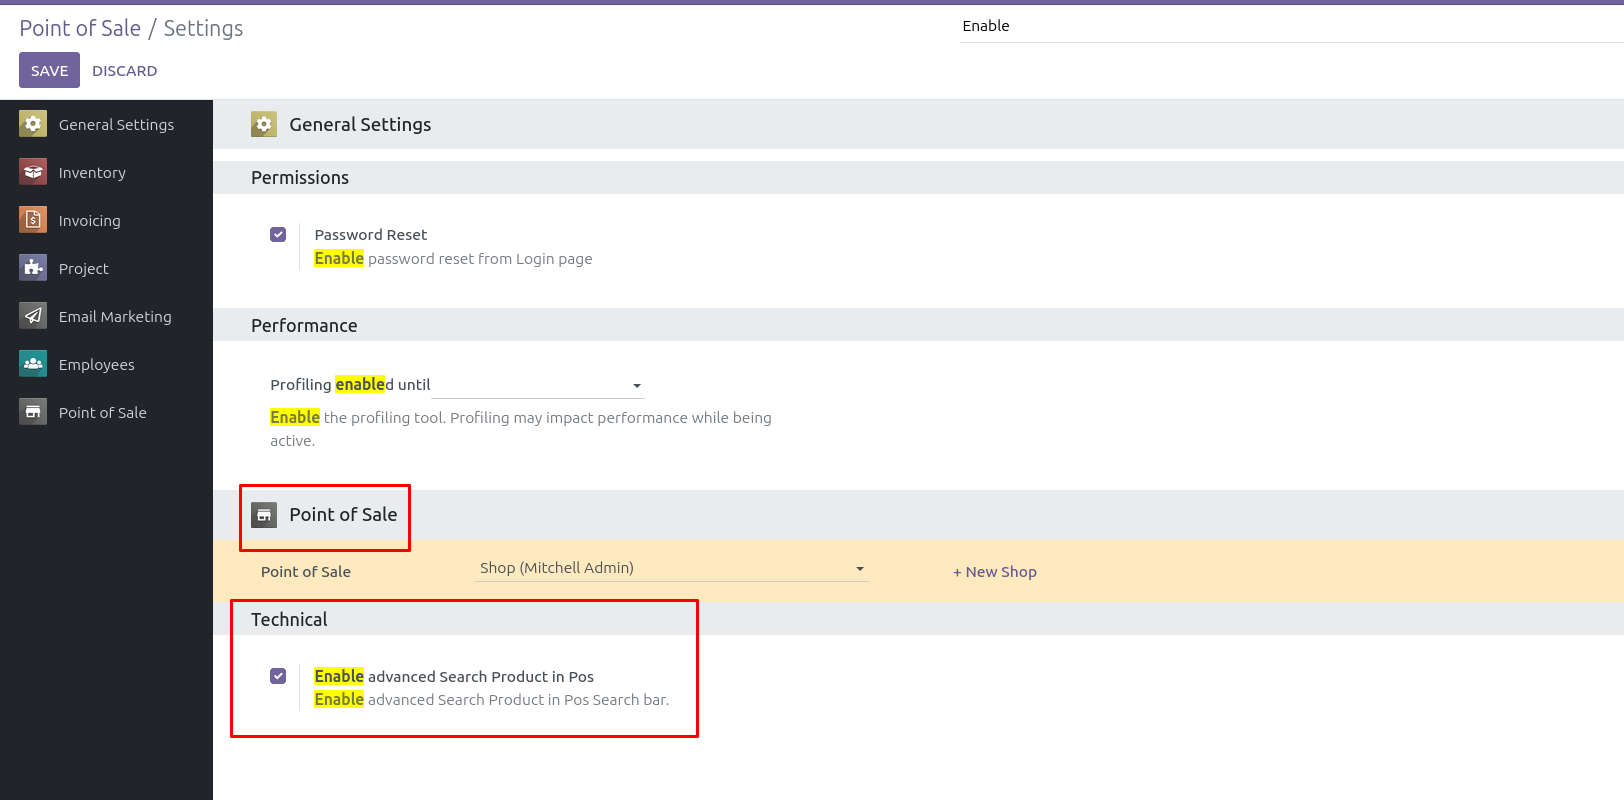 Point of Sale / Settings
Enable
SAVE DISCARD
General Settings
Inventory
Invoicing
Project
Email Marketing
Employees
Point of Sale
General Settings
Permissions
Password Reset
Enable password reset from Login page
Performance
Profiling enabled until
Enable the profiling tool. Profiling may impact performance while being
active.
Point of Sale
Point of Sale Shop (Mitchell Admin) + New Shop
Technical
Enable advanced Search Product in Pos
Enable advanced Search Product in Pos Search bar.